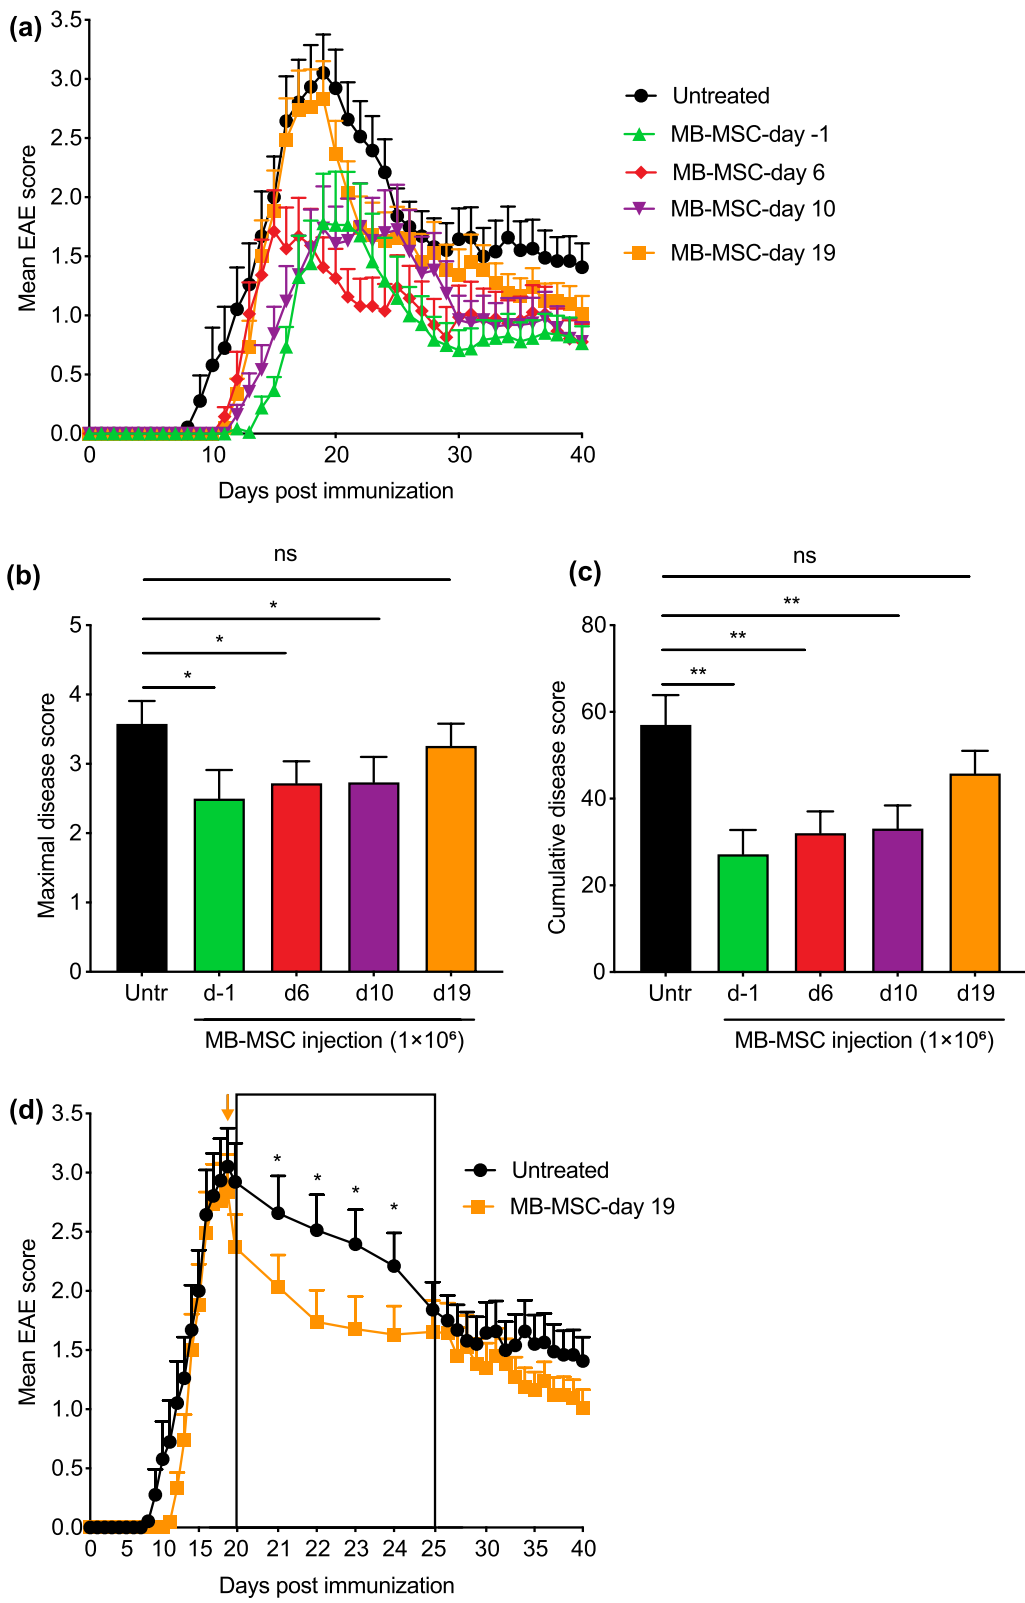 (a)
3.5
3.0
2.5
2.0
1.5
1.0
0.5
0.0
Mean EAE score
0 10 20 30 40
Days post immunization
Untreated
MB-MSC-day -1
MB-MSC-day 6
MB-MSC-day 10
MB-MSC-day 19
(b)
ns
*
*
*
5
4
3
2
1
0
Maximal disease score
Untr d-1 d6 d10 d19
MB-MSC injection (1×10⁶)
(c)
ns
**
**
**
80
60
40
20
0
Cumulative disease score
Untr d-1 d6 d10 d19
MB-MSC injection (1×10⁶)
(d)
3.5
3.0
2.5
2.0
1.5
1.0
0.5
0.0
Mean EAE score
* * * *
0 5 10 15 20 21 22 23 24 25 30 35 40
Days post immunization
Untreated
MB-MSC-day 19